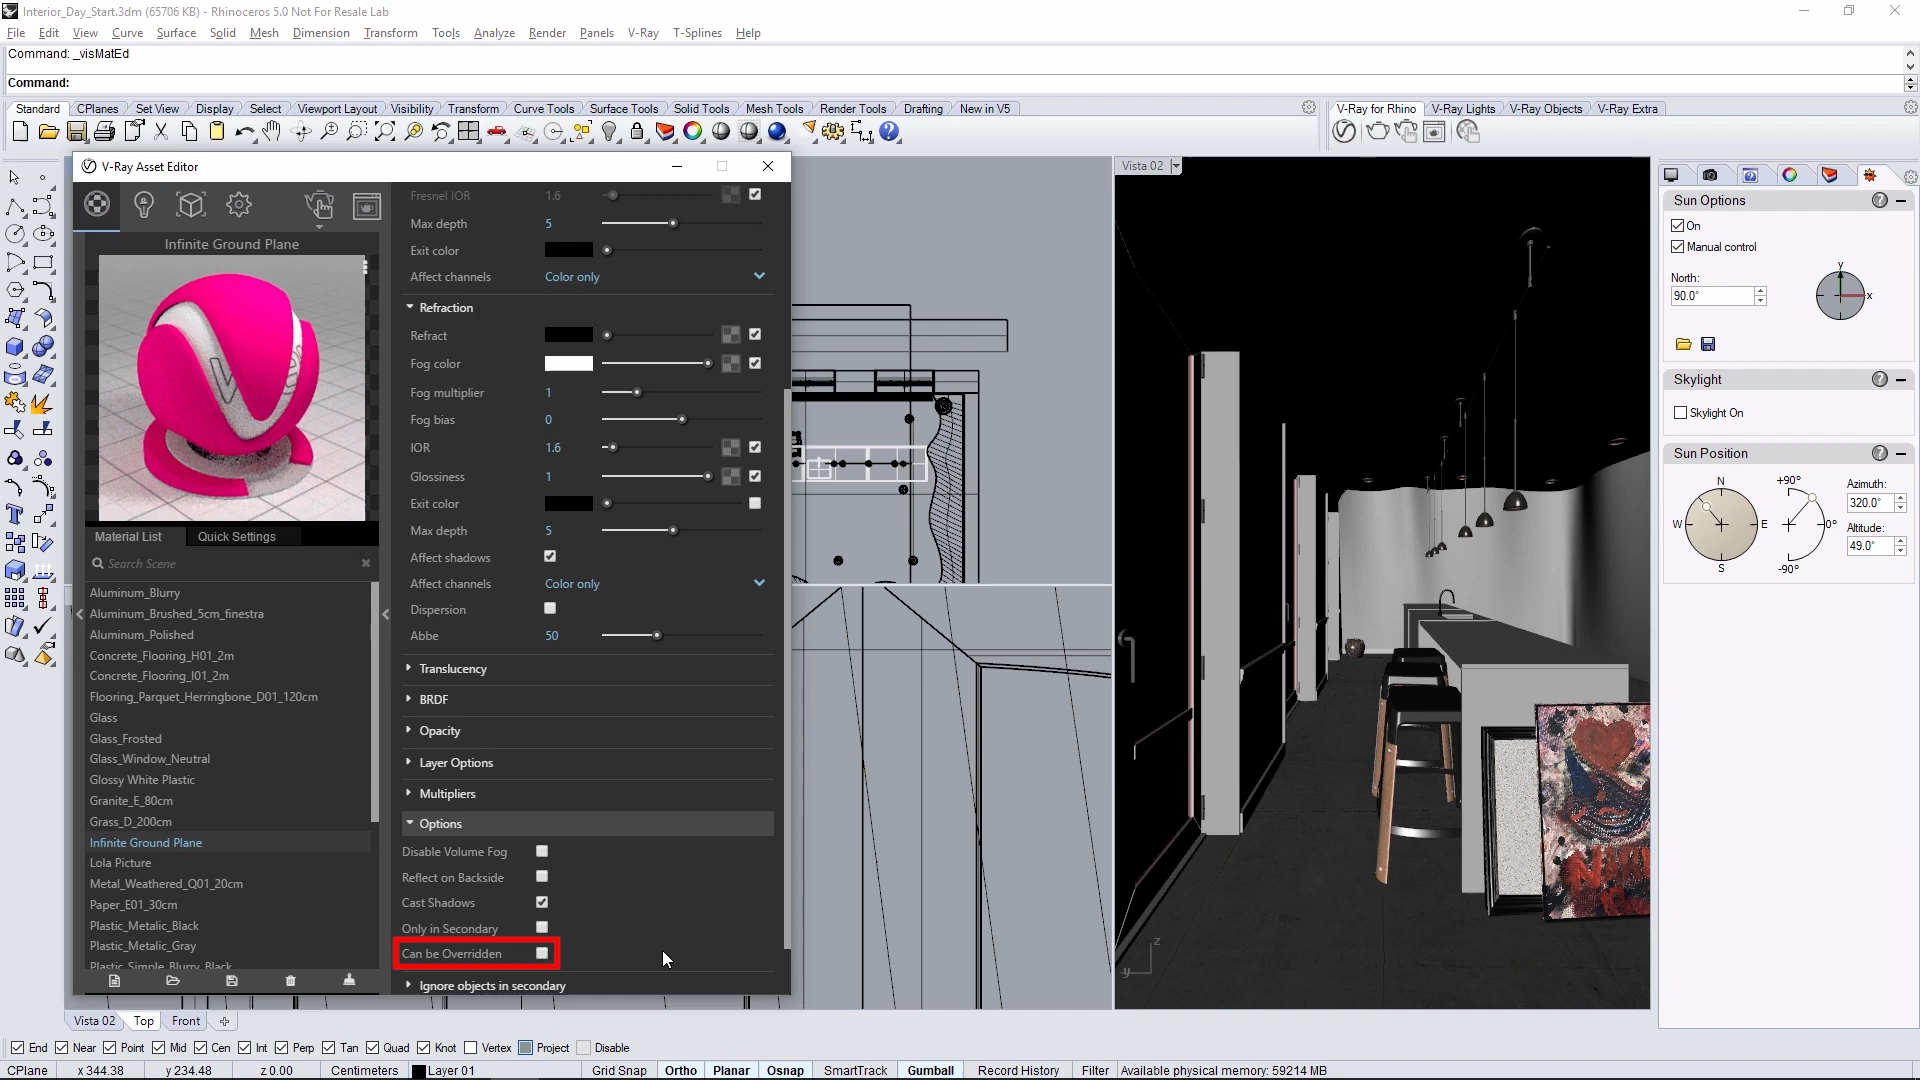 Interior_Day_Start.3dm (65706 KB) - Rhinoceros 5.0 Not For Resale Lab
File Edit View Curve Surface Solid Mesh Dimension Transform Tools Analyze Render Panels V-Ray T-Splines Help
Command: _visMatEd
Command:
Standard CPlanes Set View Display Select Viewport Layout Visibility Transform Curve Tools Surface Tools Solid Tools Mesh Tools Render Tools Drafting New in V5
V-Ray for Rhino V-Ray Lights V-Ray Objects V-Ray Extra
V-Ray Asset Editor
Infinite Ground Plane
Material List Quick Settings
Search Scene
Aluminum_Blurry
Aluminum_Brushed_5cm_finestra
Aluminum_Polished
Concrete_Flooring_H01_2m
Concrete_Flooring_I01_2m
Flooring_Parquet_Herringbone_D01_120cm
Glass
Glass_Frosted
Glass_Window_Neutral
Glossy White Plastic
Granite_E_80cm
Grass_D_200cm
Infinite Ground Plane
Lola Picture
Metal_Weathered_Q01_20cm
Paper_E01_30cm
Plastic_Metalic_Black
Plastic_Metalic_Gray
Plastic_Simple_Blurry_Black
Fresnel IOR 1.6
Max depth 5
Exit color
Affect channels Color only
Refraction
Refract
Fog color
Fog multiplier 1
Fog bias 0
IOR 1.6
Glossiness 1
Exit color
Max depth 5
Affect shadows
Affect channels Color only
Dispersion
Abbe 50
Translucency
BRDF
Opacity
Layer Options
Multipliers
Options
Disable Volume Fog
Reflect on Backside
Cast Shadows
Only in Secondary
Can be Overridden
Ignore objects in secondary
Vista 02
z
y
Sun Options
On
Manual control
North:
90.0°
y
x
Skylight
Skylight On
Sun Position
N
W E
S
+90°
0°
-90°
Azimuth:
320.0°
Altitude:
49.0°
Vista 02 Top Front
End Near Point Mid Cen Int Perp Tan Quad Knot Vertex Project Disable
CPlane x 344.38 y 234.48 z 0.00 Centimeters Layer 01 Grid Snap Ortho Planar Osnap SmartTrack Gumball Record History Filter Available physical memory: 59214 MB